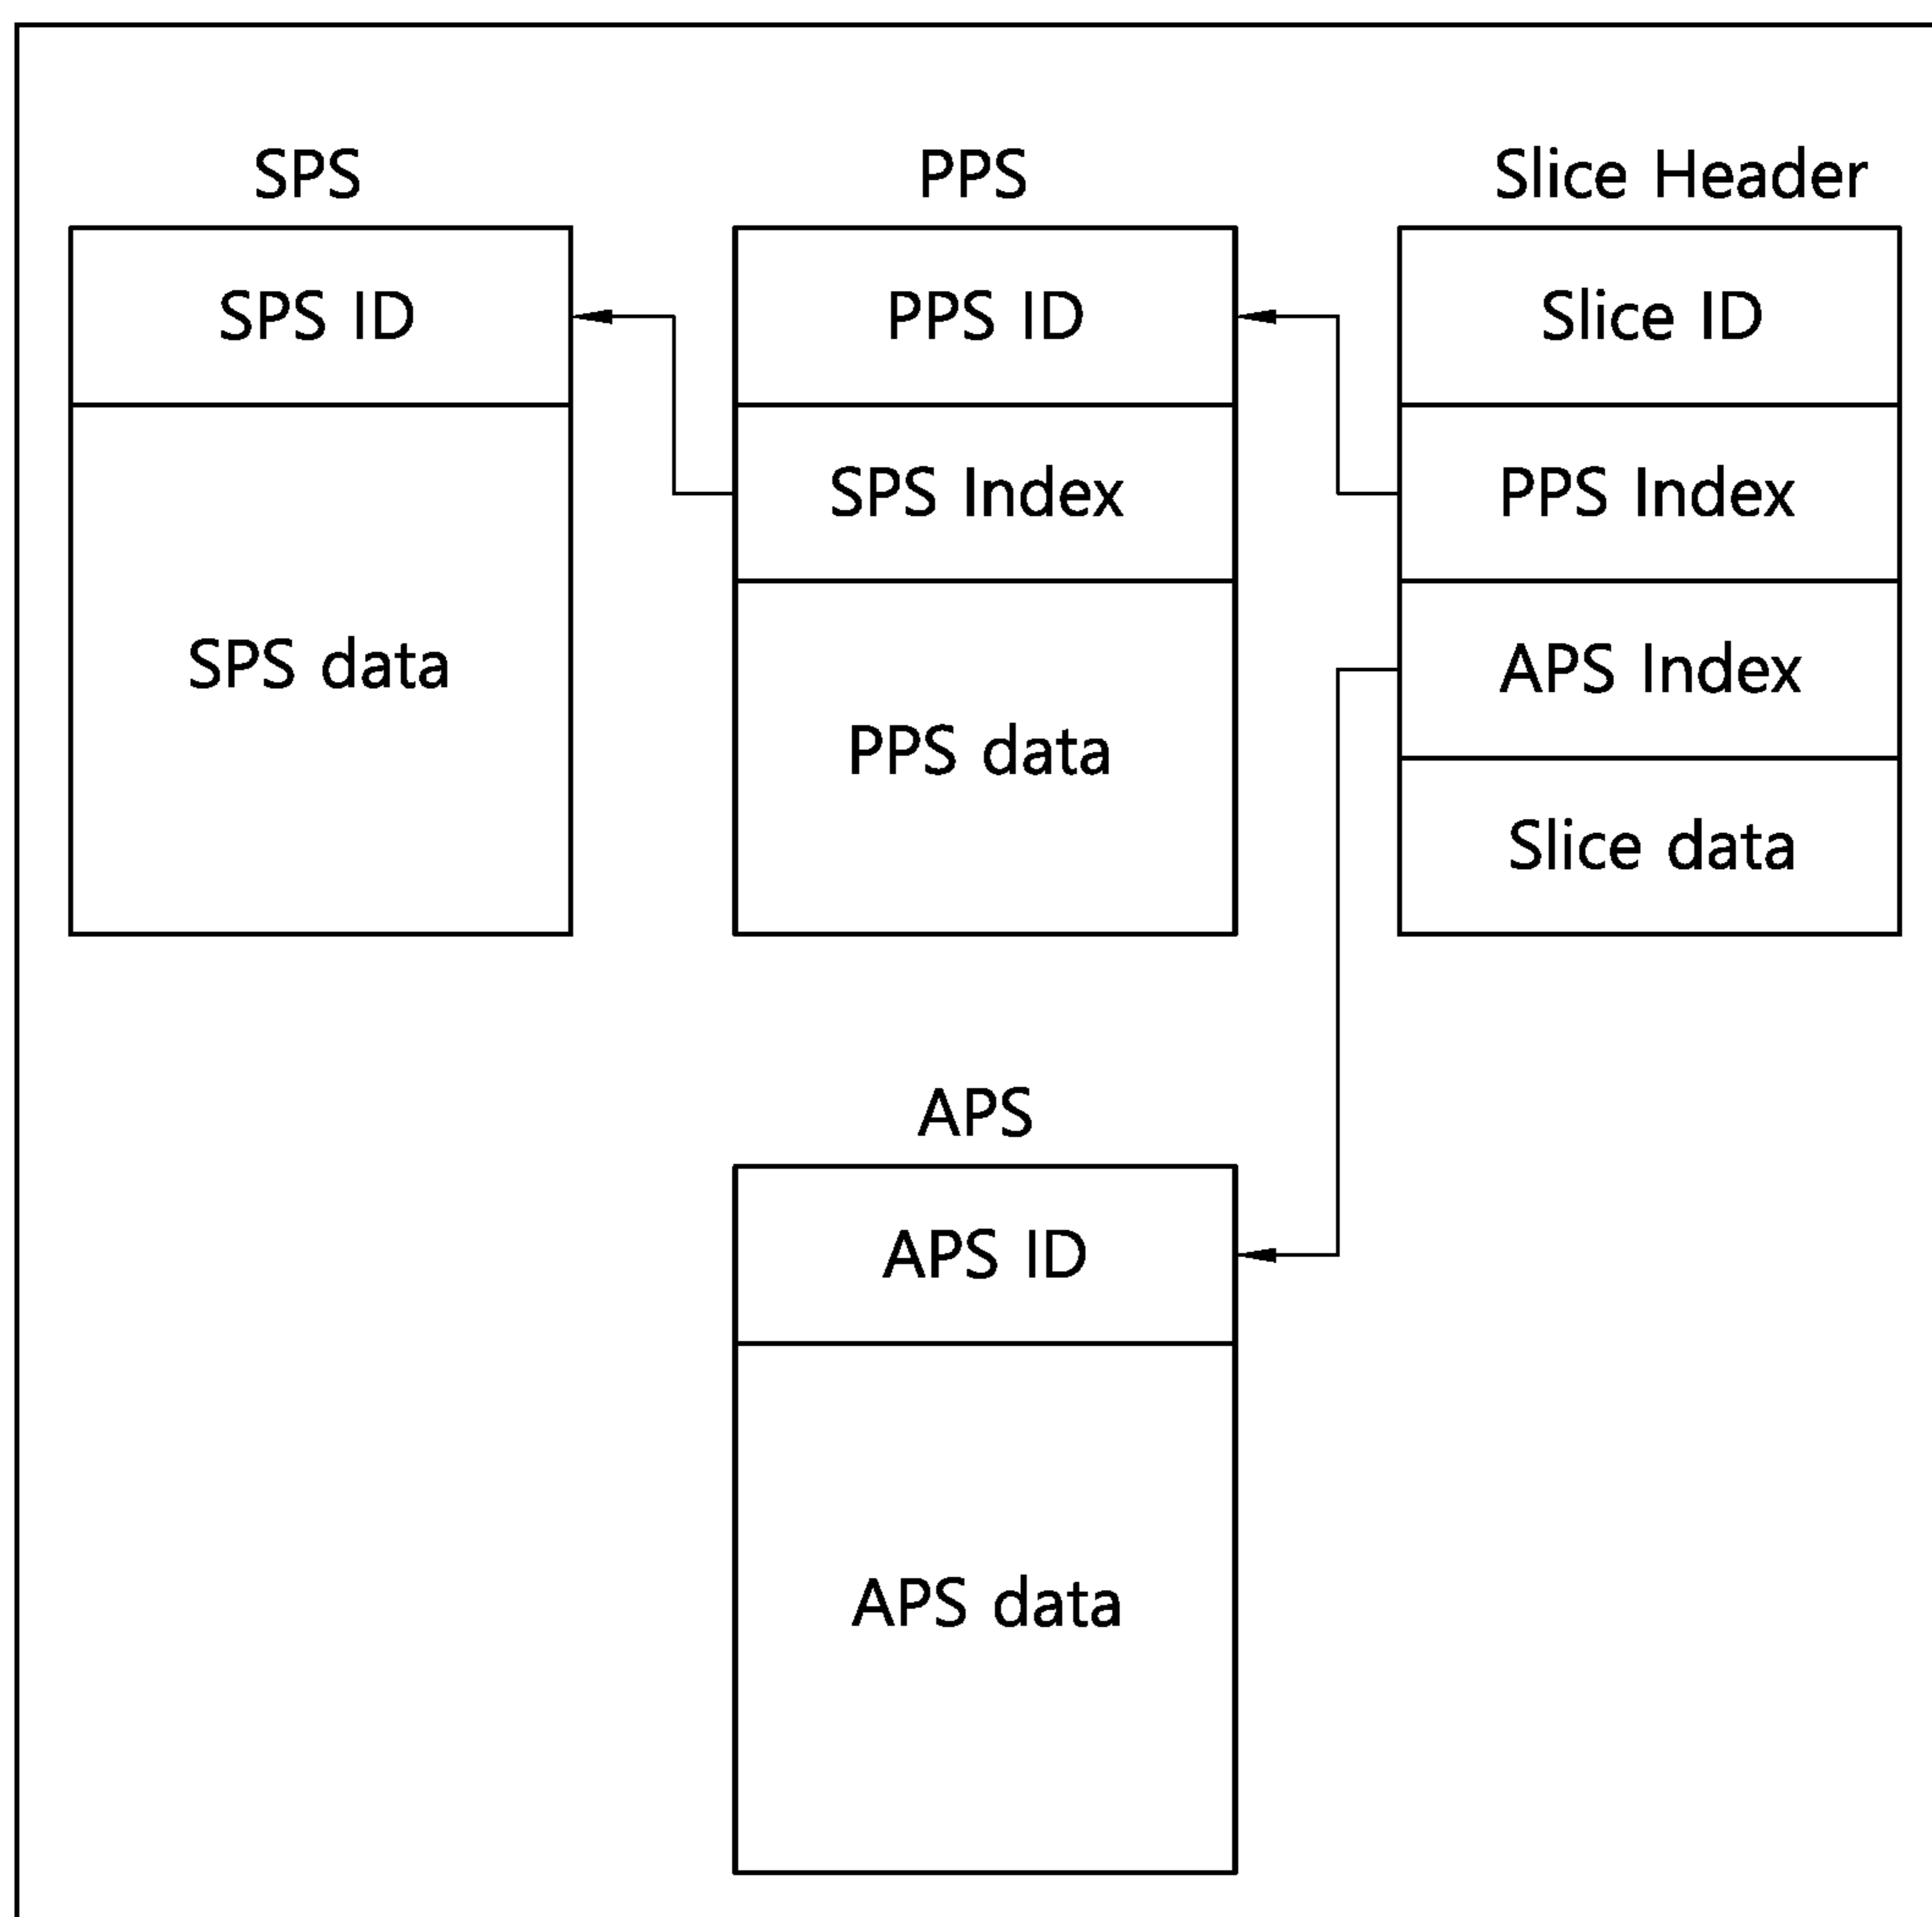 SPS
SPS ID
SPS data
PPS
PPS ID
SPS Index
PPS data
Slice Header
Slice ID
PPS Index
APS Index
Slice data
APS
APS ID
APS data